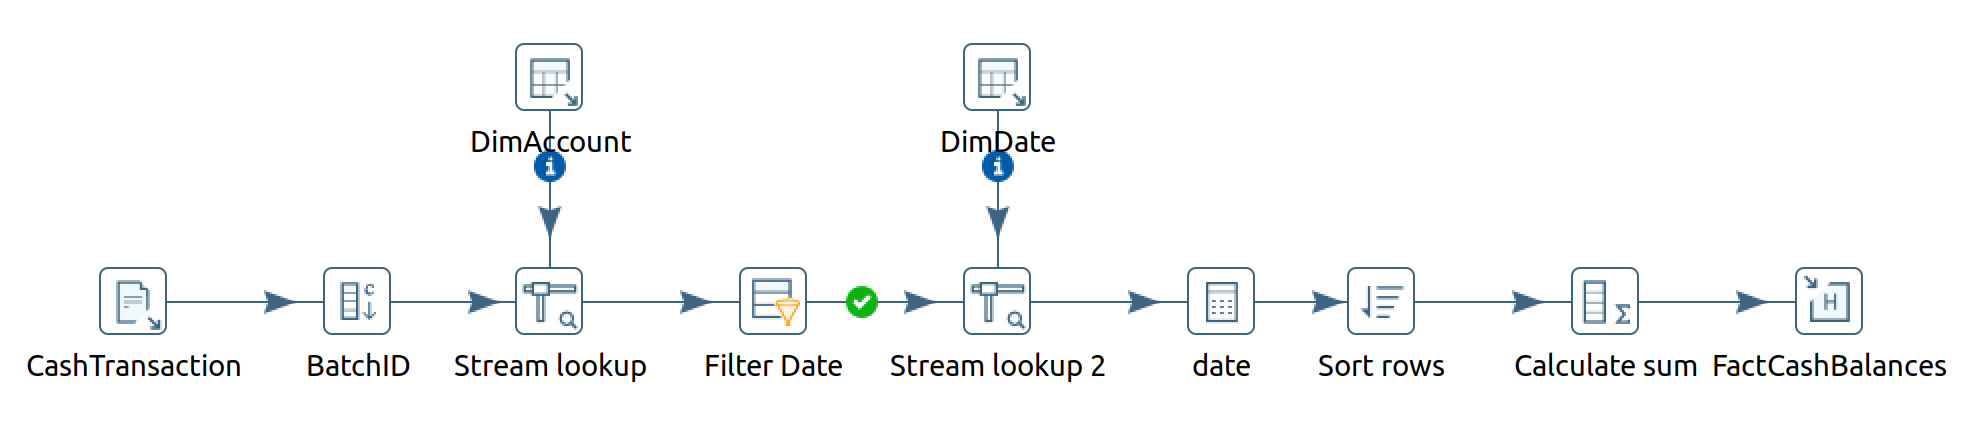 DimAccount
DimDate
CashTransaction
BatchID
Stream lookup
Filter Date
Stream lookup 2
date
Sort rows
Calculate sum
FactCashBalances